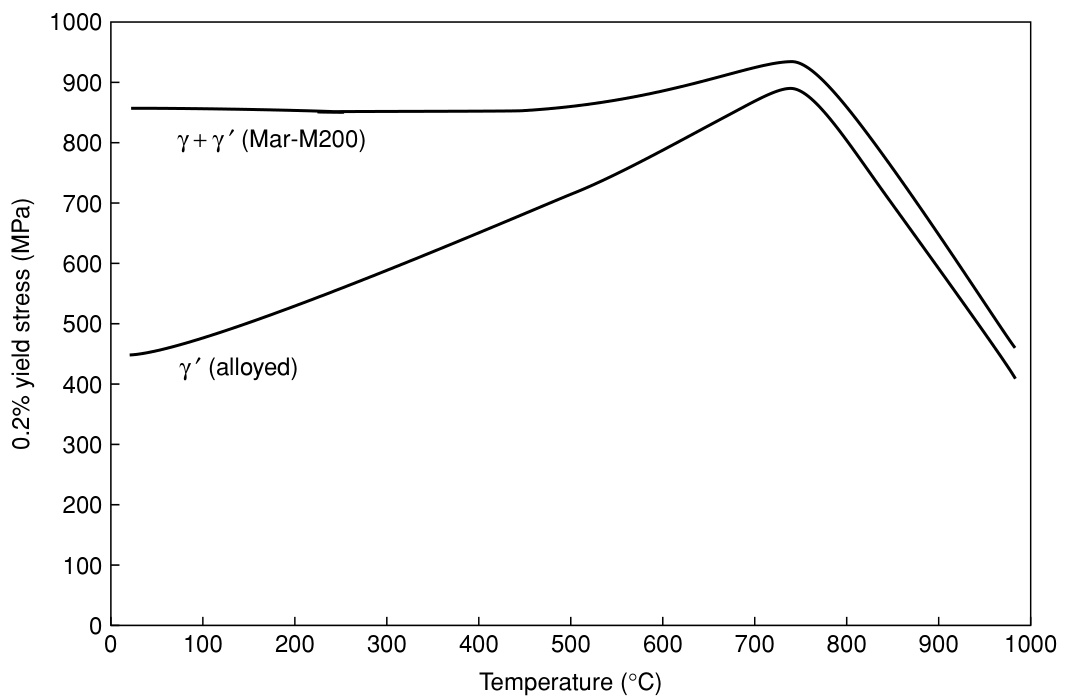 1000
900
800
700
600
500
400
300
200
100
0
0.2% yield stress (MPa)
γ + γ′ (Mar-M200)
γ′ (alloyed)
0 100 200 300 400 500 600 700 800 900 1000
Temperature (°C)